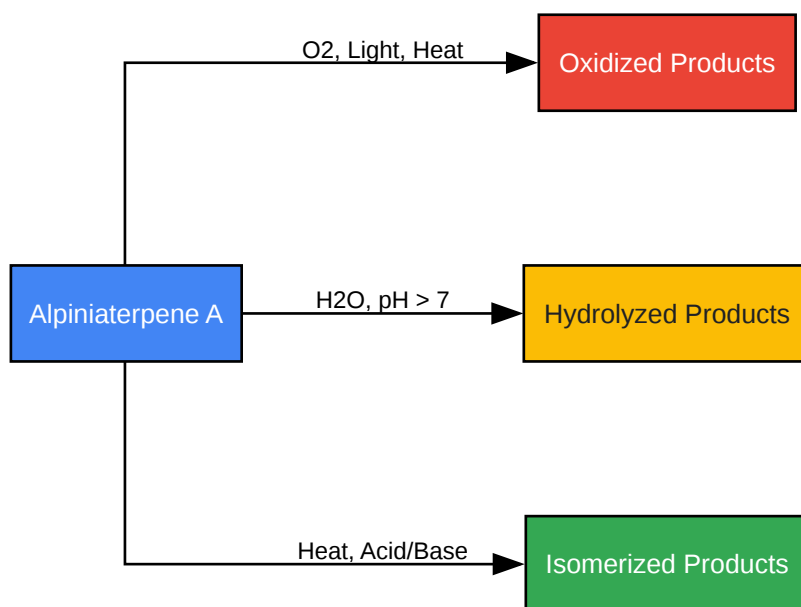 O2, Light, Heat
Oxidized Products
Alpiniaterpene A
H2O, pH > 7
Hydrolyzed Products
Heat, Acid/Base
Isomerized Products